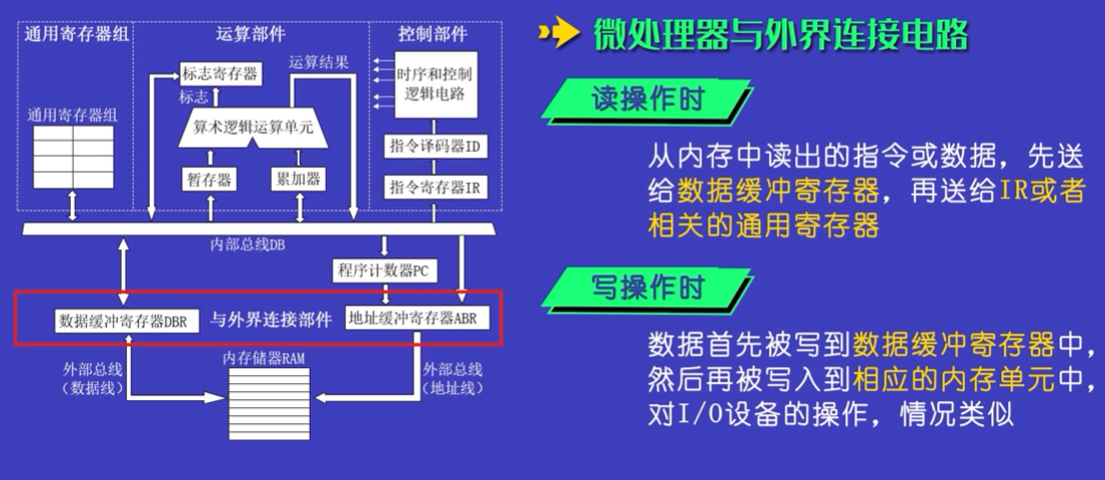 通用寄存器组
运算部件
控制部件
微处理器与外界连接电路
运算结果
标志寄存器
时序和控制
逻辑电路
标志
读操作时
通用寄存器组
算术逻辑运算单元
指令译码器ID
从内存中读出的指令或数据，先送
给数据缓冲寄存器，再送给IR或者
相关的通用寄存器
暂存器
累加器
指令寄存器IR
内部总线DB
程序计数器PC
写操作时
数据缓冲寄存器DBR
与外界连接部件
地址缓冲寄存器ABR
数据首先被写到数据缓冲寄存器中，
然后再被写入到相应的内存单元中，
对I/O设备的操作，情况类似
内存储器RAM
外部总线
（数据线）
外部总线
（地址线）